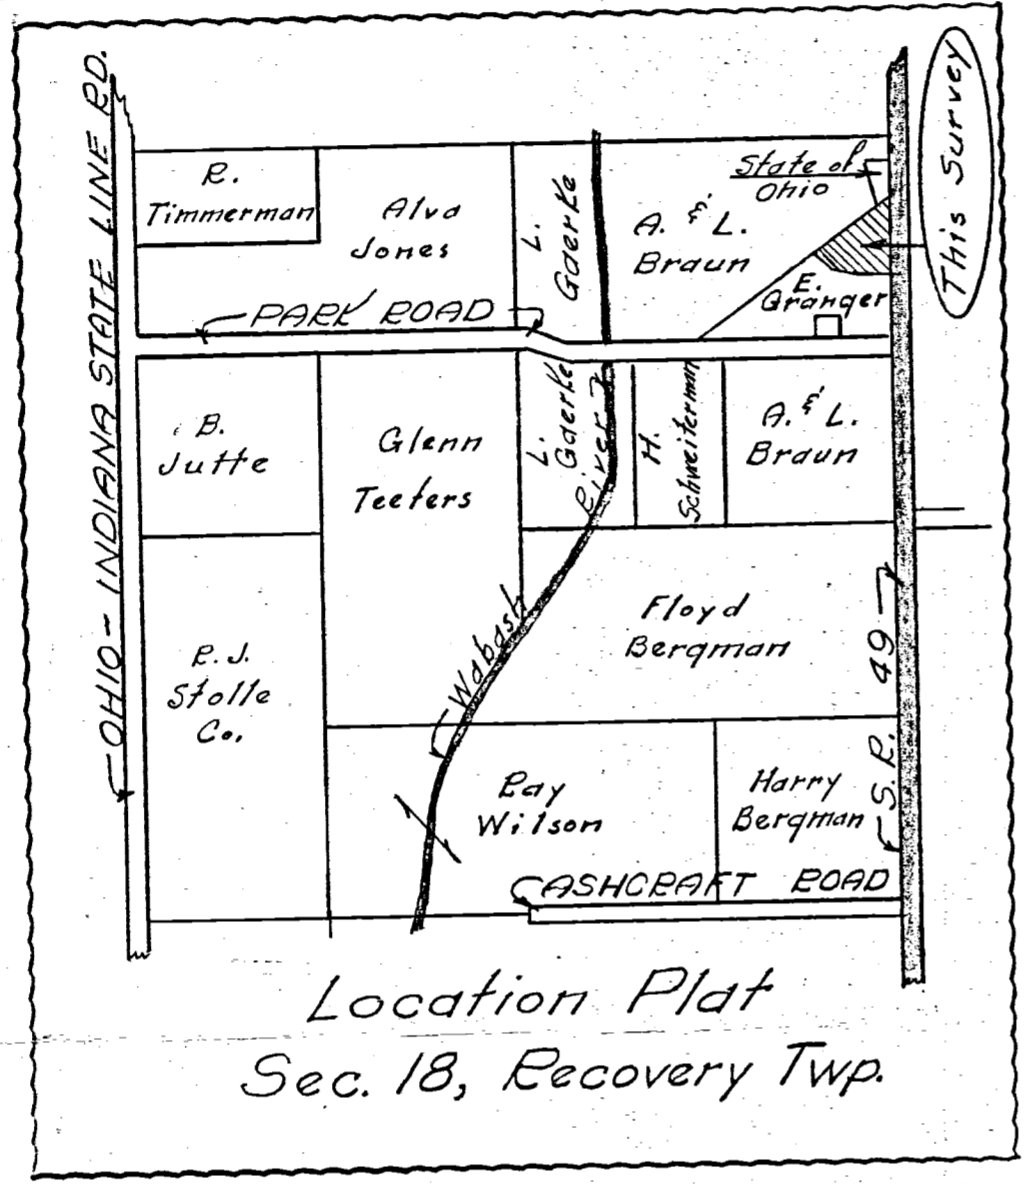 OHIO - INDIANA STATE LINE RD.
R.
Timmerman
Alva
Jones
L.
Gaerke
A. & L.
Braun
State of
Ohio
This Survey
E.
Granger
PARK ROAD
B.
Jutte
Glenn
Teeters
L.
Gaerke
River
H.
Schweiterman
A. & L.
Braun
Wabash
Floyd
Bergman
R. J.
Stolle
Co.
S. R. 49
Ray
Wilson
Harry
Bergman
ASHCRAFT ROAD
Location Plat
Sec. 18, Recovery Twp.